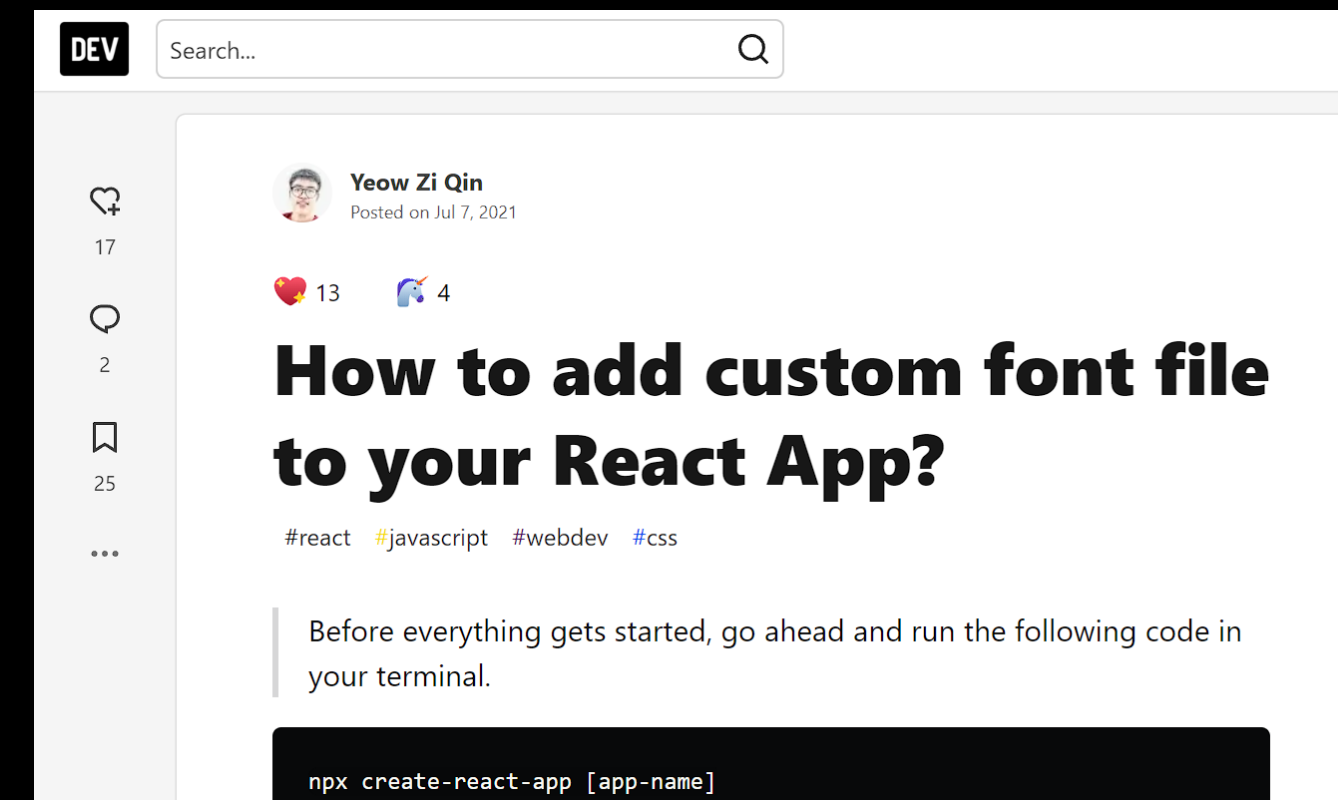 DEV
Search...
Yeow Zi Qin
Posted on Jul 7, 2021
17
13
4
2
How to add custom font file
to your React App?
25
#react #javascript #webdev #css
Before everything gets started, go ahead and run the following code in
your terminal.
npx create-react-app [app-name]